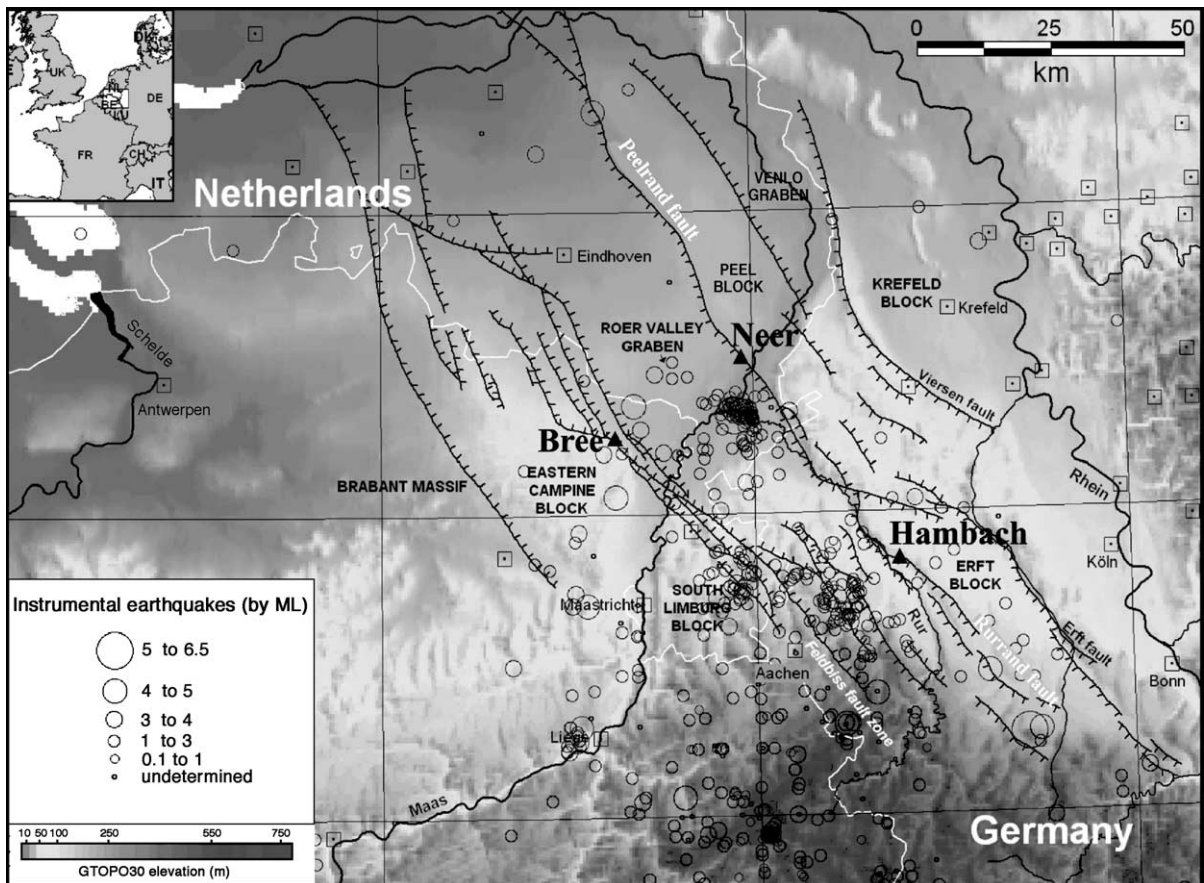 UK
DK
NL
BE
DE
LU
FR
CH
IT
0 25 50
km
Netherlands
Peelrand fault
VENLO
GRABEN
Eindhoven
PEEL
BLOCK
KREFELD
BLOCK
Krefeld
ROER VALLEY
GRABEN
Neer
Schelde
Antwerpen
Viersen fault
Bree
EASTERN
CAMPINE
BLOCK
BRABANT MASSIF
Rhein
Hambach
ERFT
BLOCK
Köln
SOUTH
LIMBURG
BLOCK
Maastricht
Rur
Rurrand fault
Erft fault
Aachen
Feldbiss fault zone
Bonn
Liege
Maas
Germany
Instrumental earthquakes (by ML)
5 to 6.5
4 to 5
3 to 4
1 to 3
0.1 to 1
undetermined
10 50 100 250 550 750
GTOPO30 elevation (m)